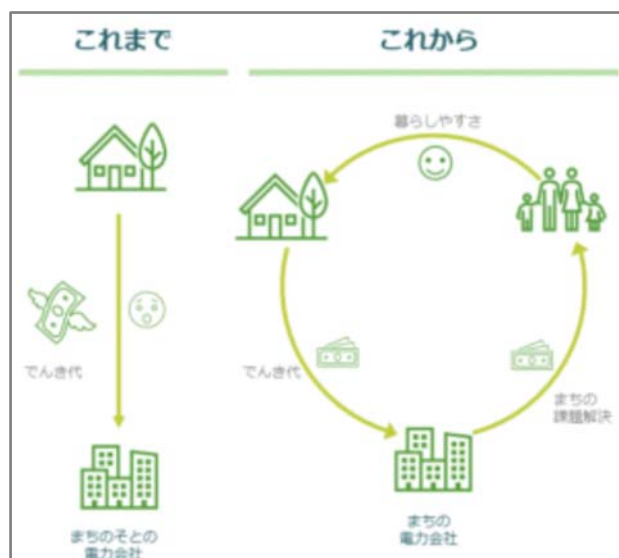 これまで
でんき代
まちのそとの
電力会社
これから
暮らしやすさ
でんき代
まちの
課題解決
まちの
電力会社